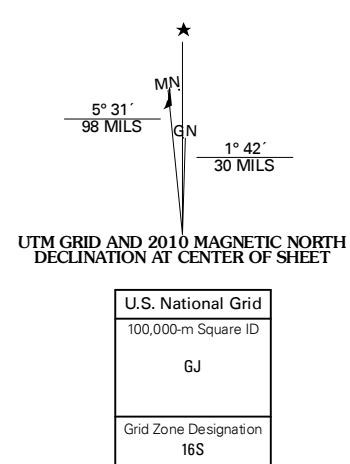 ★
MN
5° 31´
98 MILS
GN
1° 42´
30 MILS
UTM GRID AND 2010 MAGNETIC NORTH
DECLINATION AT CENTER OF SHEET
U.S. National Grid
100,000-m Square ID
GJ
Grid Zone Designation
16S